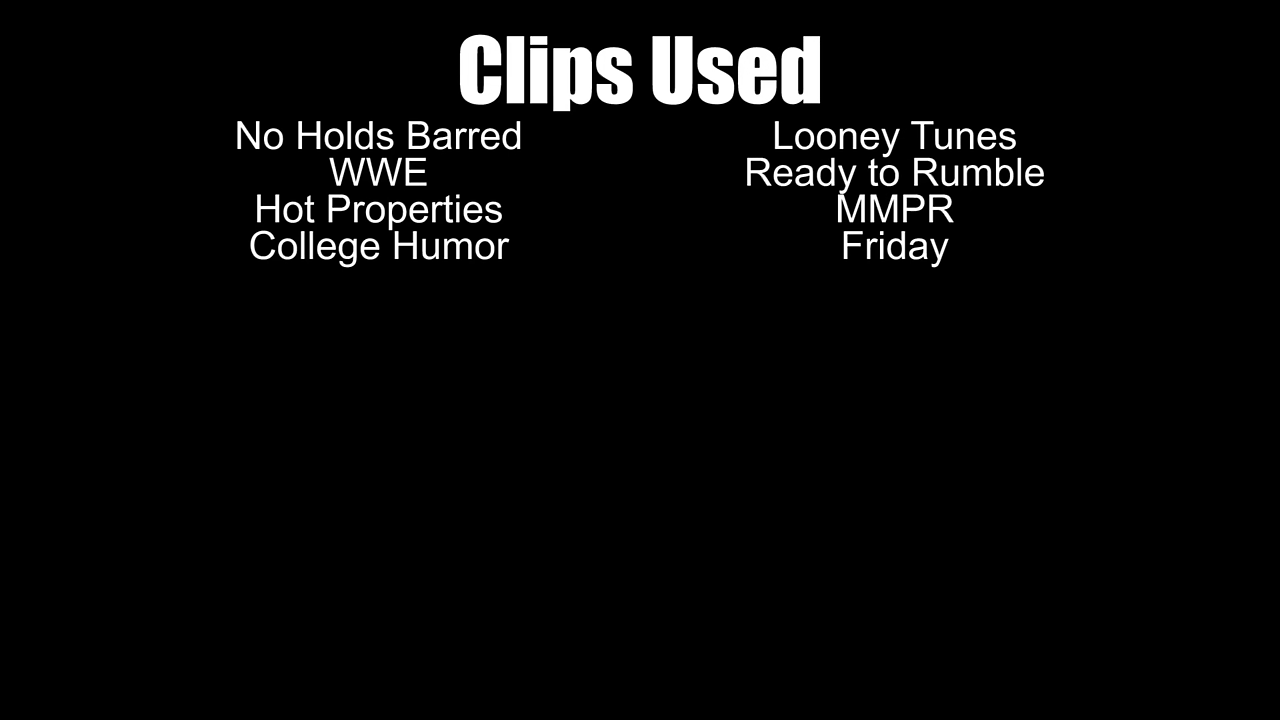 Clips Used
No Holds Barred
WWE
Hot Properties
College Humor
Looney Tunes
Ready to Rumble
MMPR
Friday